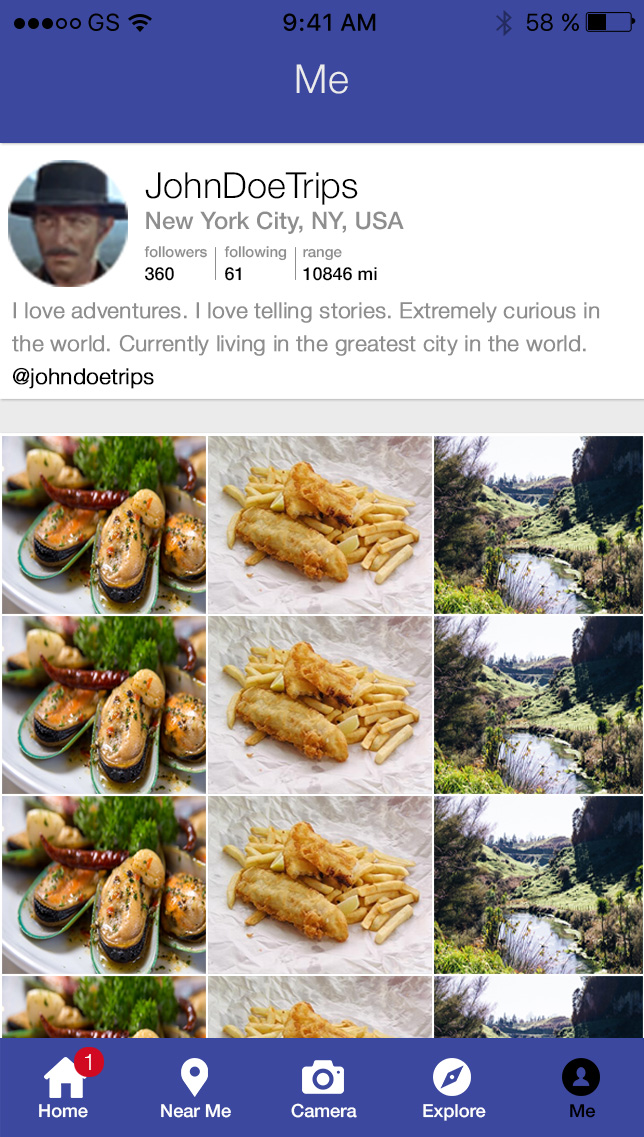 GS 9:41 AM 58 %
Me
JohnDoeTrips
New York City, NY, USA
followers following range
360 61 10846 mi
I love adventures. I love telling stories. Extremely curious in
the world. Currently living in the greatest city in the world.
@johndoetrips
1
Home Near Me Camera Explore Me